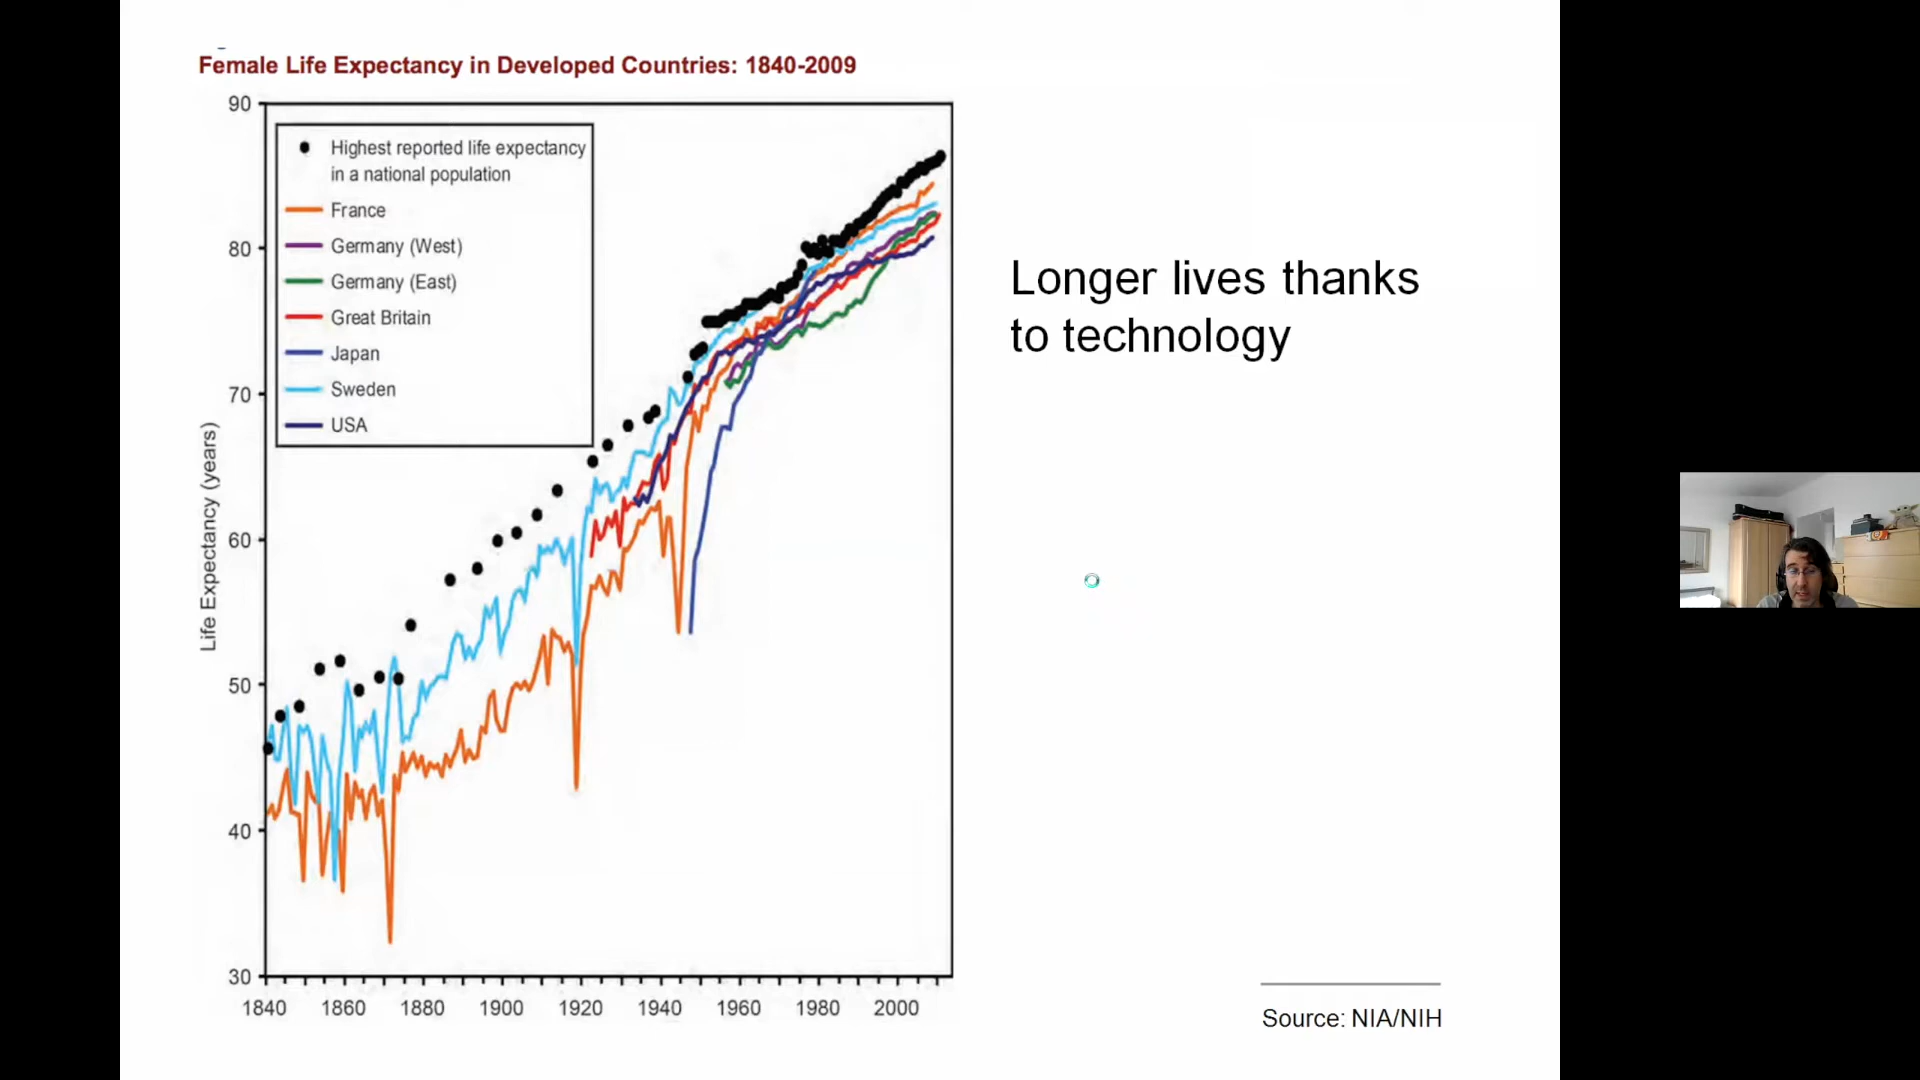 Female Life Expectancy in Developed Countries: 1840-2009
90
80
70
60
50
40
30
Life Expectancy (years)
Highest reported life expectancy
in a national population
France
Germany (West)
Germany (East)
Great Britain
Japan
Sweden
USA
1840 1860 1880 1900 1920 1940 1960 1980 2000
Longer lives thanks
to technology
Source: NIA/NIH